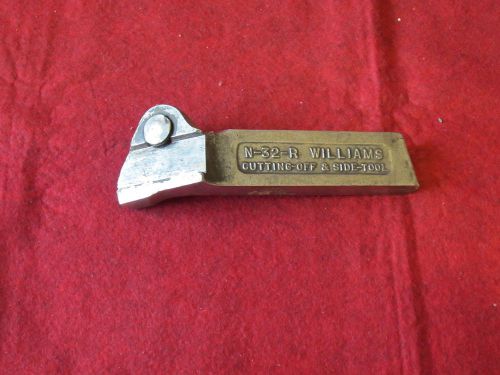 N-32-R WILLIAMS
CUTTING-OFF & SIDE-TOOL